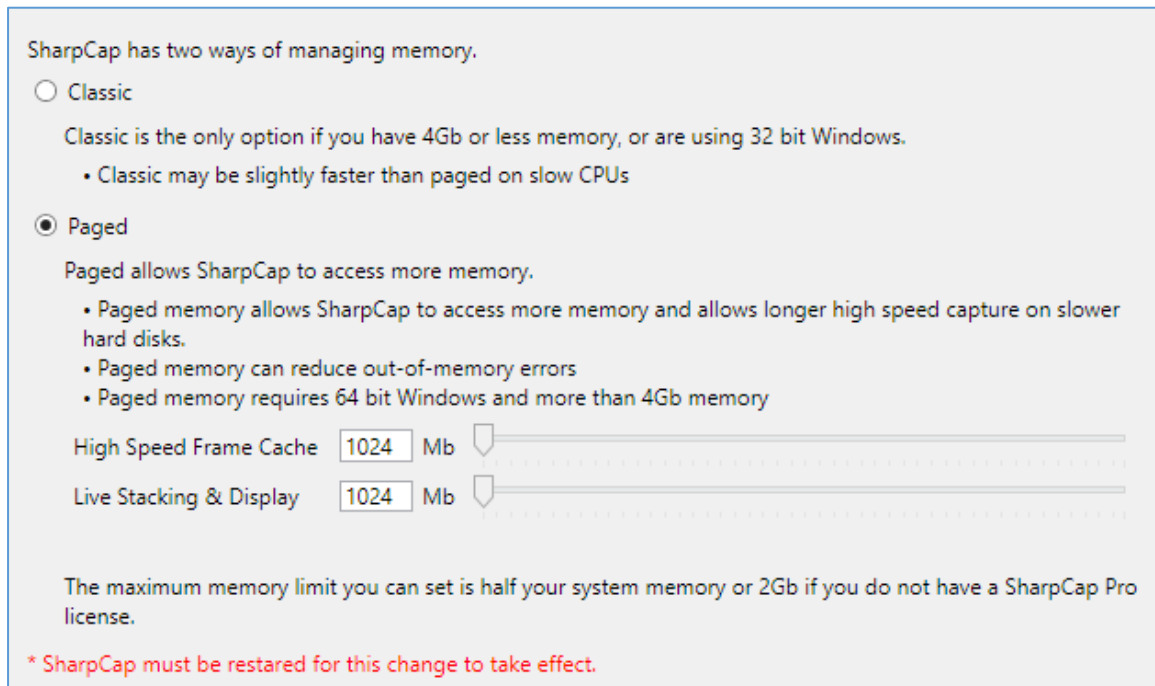 SharpCap has two ways of managing memory.
Classic
Classic is the only option if you have 4Gb or less memory, or are using 32 bit Windows.
• Classic may be slightly faster than paged on slow CPUs
Paged
Paged allows SharpCap to access more memory.
• Paged memory allows SharpCap to access more memory and allows longer high speed capture on slower
hard disks.
• Paged memory can reduce out-of-memory errors
• Paged memory requires 64 bit Windows and more than 4Gb memory
High Speed Frame Cache 1024 Mb
Live Stacking & Display 1024 Mb
The maximum memory limit you can set is half your system memory or 2Gb if you do not have a SharpCap Pro
license.
* SharpCap must be restared for this change to take effect.